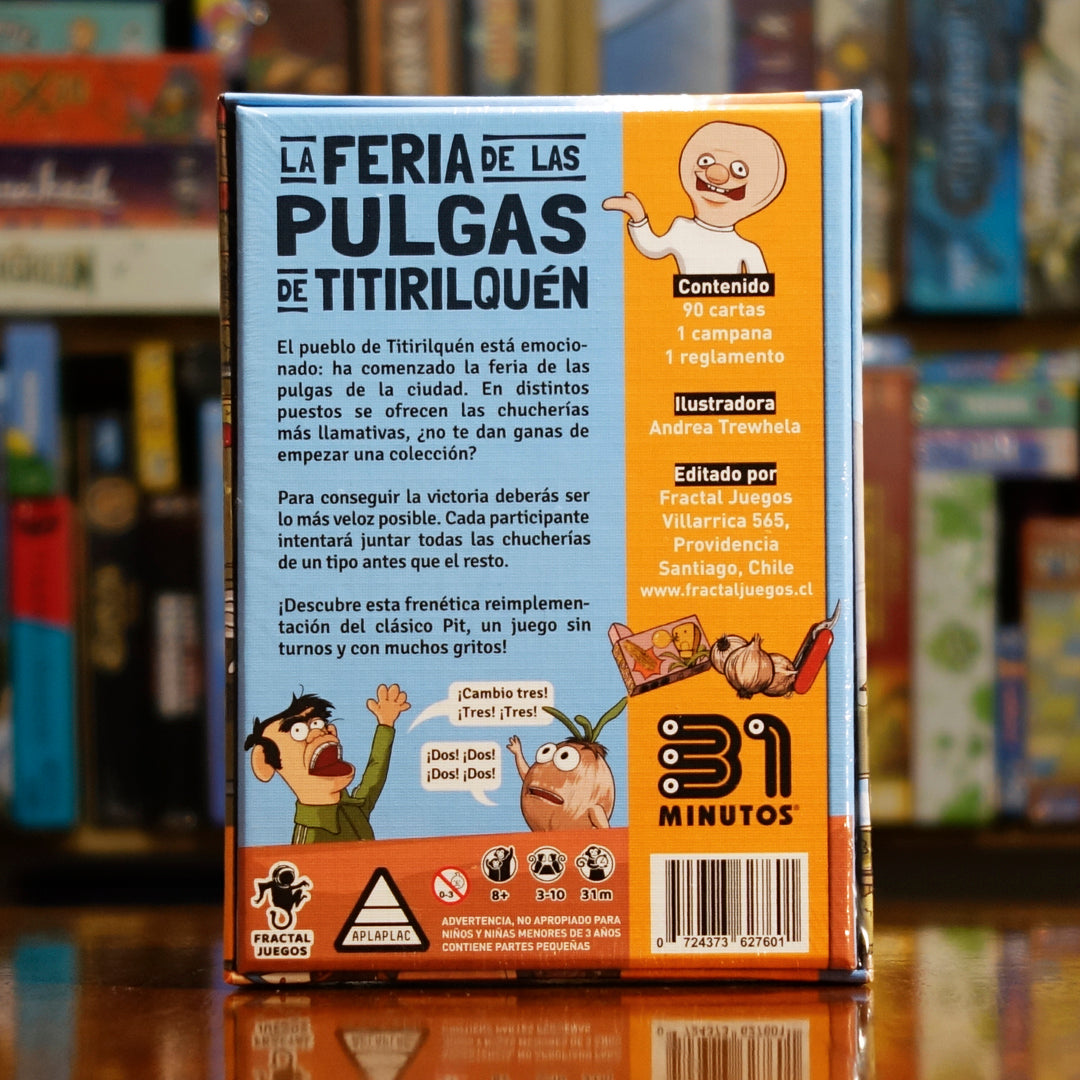 LA FERIA DE LAS
PULGAS
DE TITIRILQUÉN
El pueblo de Titirilquén está emocio-
nado: ha comenzado la feria de las
pulgas de la ciudad. En distintos
puestos se ofrecen las chucherías
más llamativas, ¿no te dan ganas de
empezar una colección?
Para conseguir la victoria deberás ser
lo más veloz posible. Cada participante
intentará juntar todas las chucherías
de un tipo antes que el resto.
¡Descubre esta frenética reimplemen-
tación del clásico Pit, un juego sin
turnos y con muchos gritos!
¡Cambio tres!
¡Tres! ¡Tres!
¡Dos! ¡Dos!
¡Dos! ¡Dos!
Contenido
90 cartas
1 campana
1 reglamento
Ilustradora
Andrea Trewhela
Editado por
Fractal Juegos
Villarrica 565,
Providencia
Santiago, Chile
www.fractaljuegos.cl
31
MINUTOS®
FRACTAL
JUEGOS
APLAPLAC
0-3
8+
3-10
31m
ADVERTENCIA, NO APROPIADO PARA
NIÑOS Y NIÑAS MENORES DE 3 AÑOS
CONTIENE PARTES PEQUEÑAS
0 724373 627601